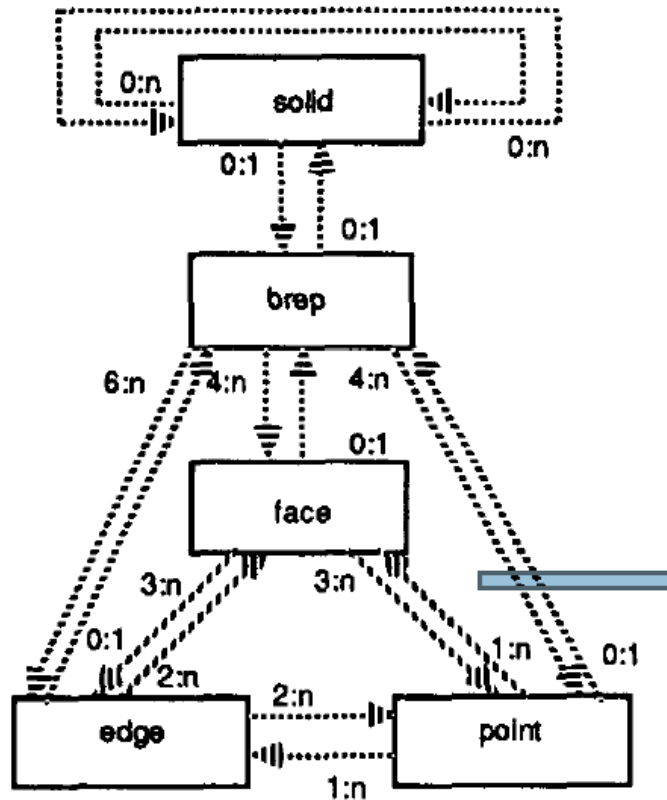 0:n
solid
0:n
0:1
0:1
brep
6:n
4:n
4:n
0:1
face
3:n
3:n
0:1
2:n
1:n
0:1
edge
2:n
point
1:n